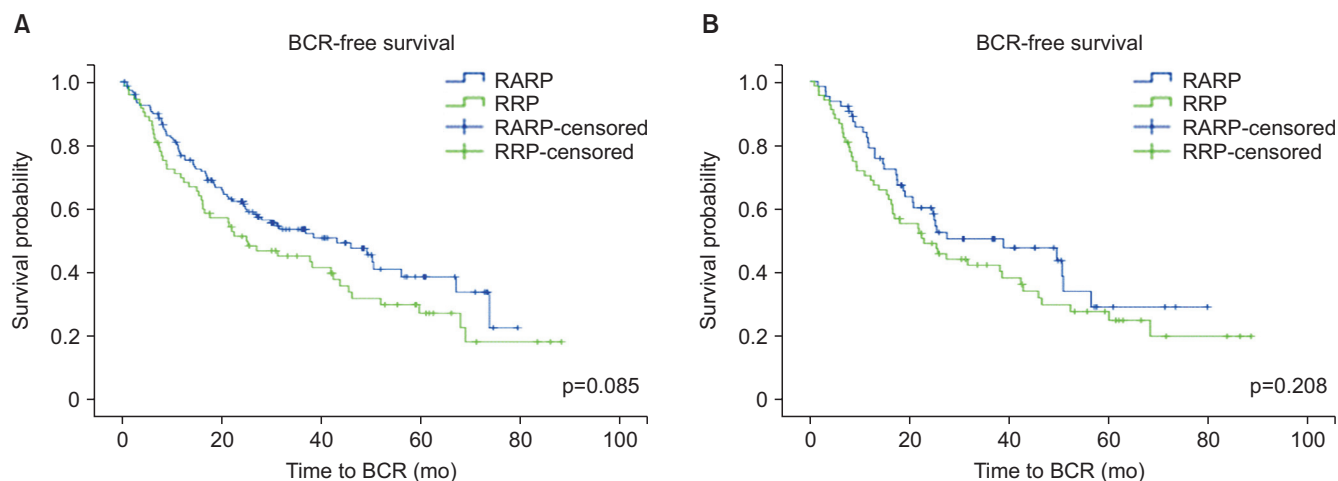 A
BCR-free survival
RARP
RRP
RARP-censored
RRP-censored
Survival probability
1.0
0.8
0.6
0.4
0.2
0
p=0.085
0 20 40 60 80 100
Time to BCR (mo)
B
BCR-free survival
RARP
RRP
RARP-censored
RRP-censored
Survival probability
1.0
0.8
0.6
0.4
0.2
0
p=0.208
0 20 40 60 80 100
Time to BCR (mo)